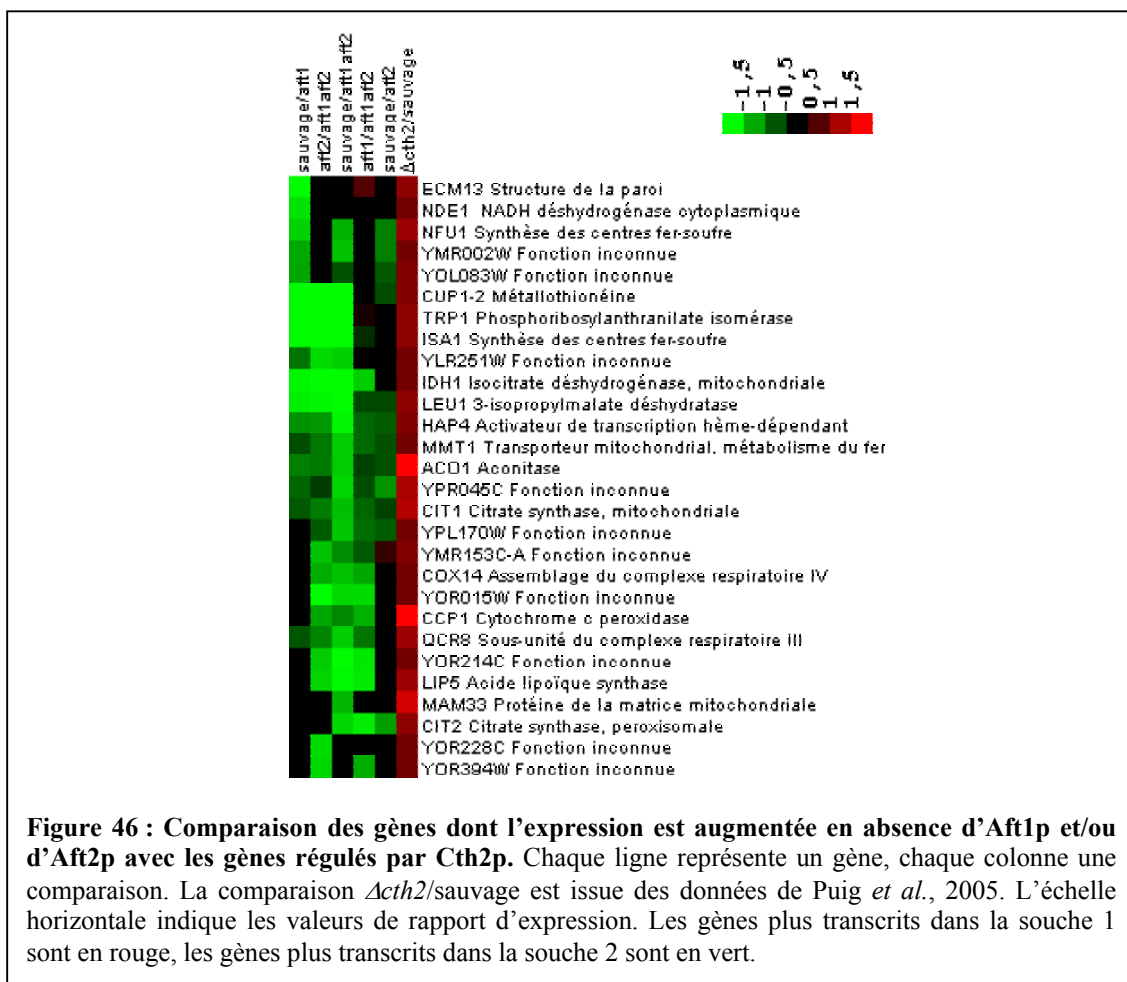 sauvage/aft1
aft2/aft1aft2
sauvage/aft1aft2
aft1/aft1aft2
sauvage/aft2
Δcth2/sauvage
-1,5
-1
-0,5
0,5
1
1,5
ECM13 Structure de la paroi
NDE1 NADH déshydrogénase cytoplasmique
NFU1 Synthèse des centres fer-soufre
YMR002W Fonction inconnue
YOL083W Fonction inconnue
CUP1-2 Métallothionéine
TRP1 Phosphoribosylanthranilate isomérase
ISA1 Synthèse des centres fer-soufre
YLR251W Fonction inconnue
IDH1 Isocitrate déshydrogénase, mitochondriale
LEU1 3-isopropylmalate déshydratase
HAP4 Activateur de transcription hème-dépendant
MMT1 Transporteur mitochondrial, métabolisme du fer
ACO1 Aconitase
YPR045C Fonction inconnue
CIT1 Citrate synthase, mitochondriale
YPL170W Fonction inconnue
YMR153C-A Fonction inconnue
COX14 Assemblage du complexe respiratoire IV
YOR015W Fonction inconnue
CCP1 Cytochrome c peroxidase
QCR8 Sous-unité du complexe respiratoire III
YOR214C Fonction inconnue
LIP5 Acide lipoïque synthase
MAM33 Protéine de la matrice mitochondriale
CIT2 Citrate synthase, peroxisomale
YOR228C Fonction inconnue
YOR394W Fonction inconnue
Figure 46 : Comparaison des gènes dont l'expression est augmentée en absence d'Aft1p et/ou
d'Aft2p avec les gènes régulés par Cth2p. Chaque ligne représente un gène, chaque colonne une
comparaison. La comparaison Δcth2/sauvage est issue des données de Puig et al., 2005. L'échelle
horizontale indique les valeurs de rapport d'expression. Les gènes plus transcrits dans la souche 1
sont en rouge, les gènes plus transcrits dans la souche 2 sont en vert.